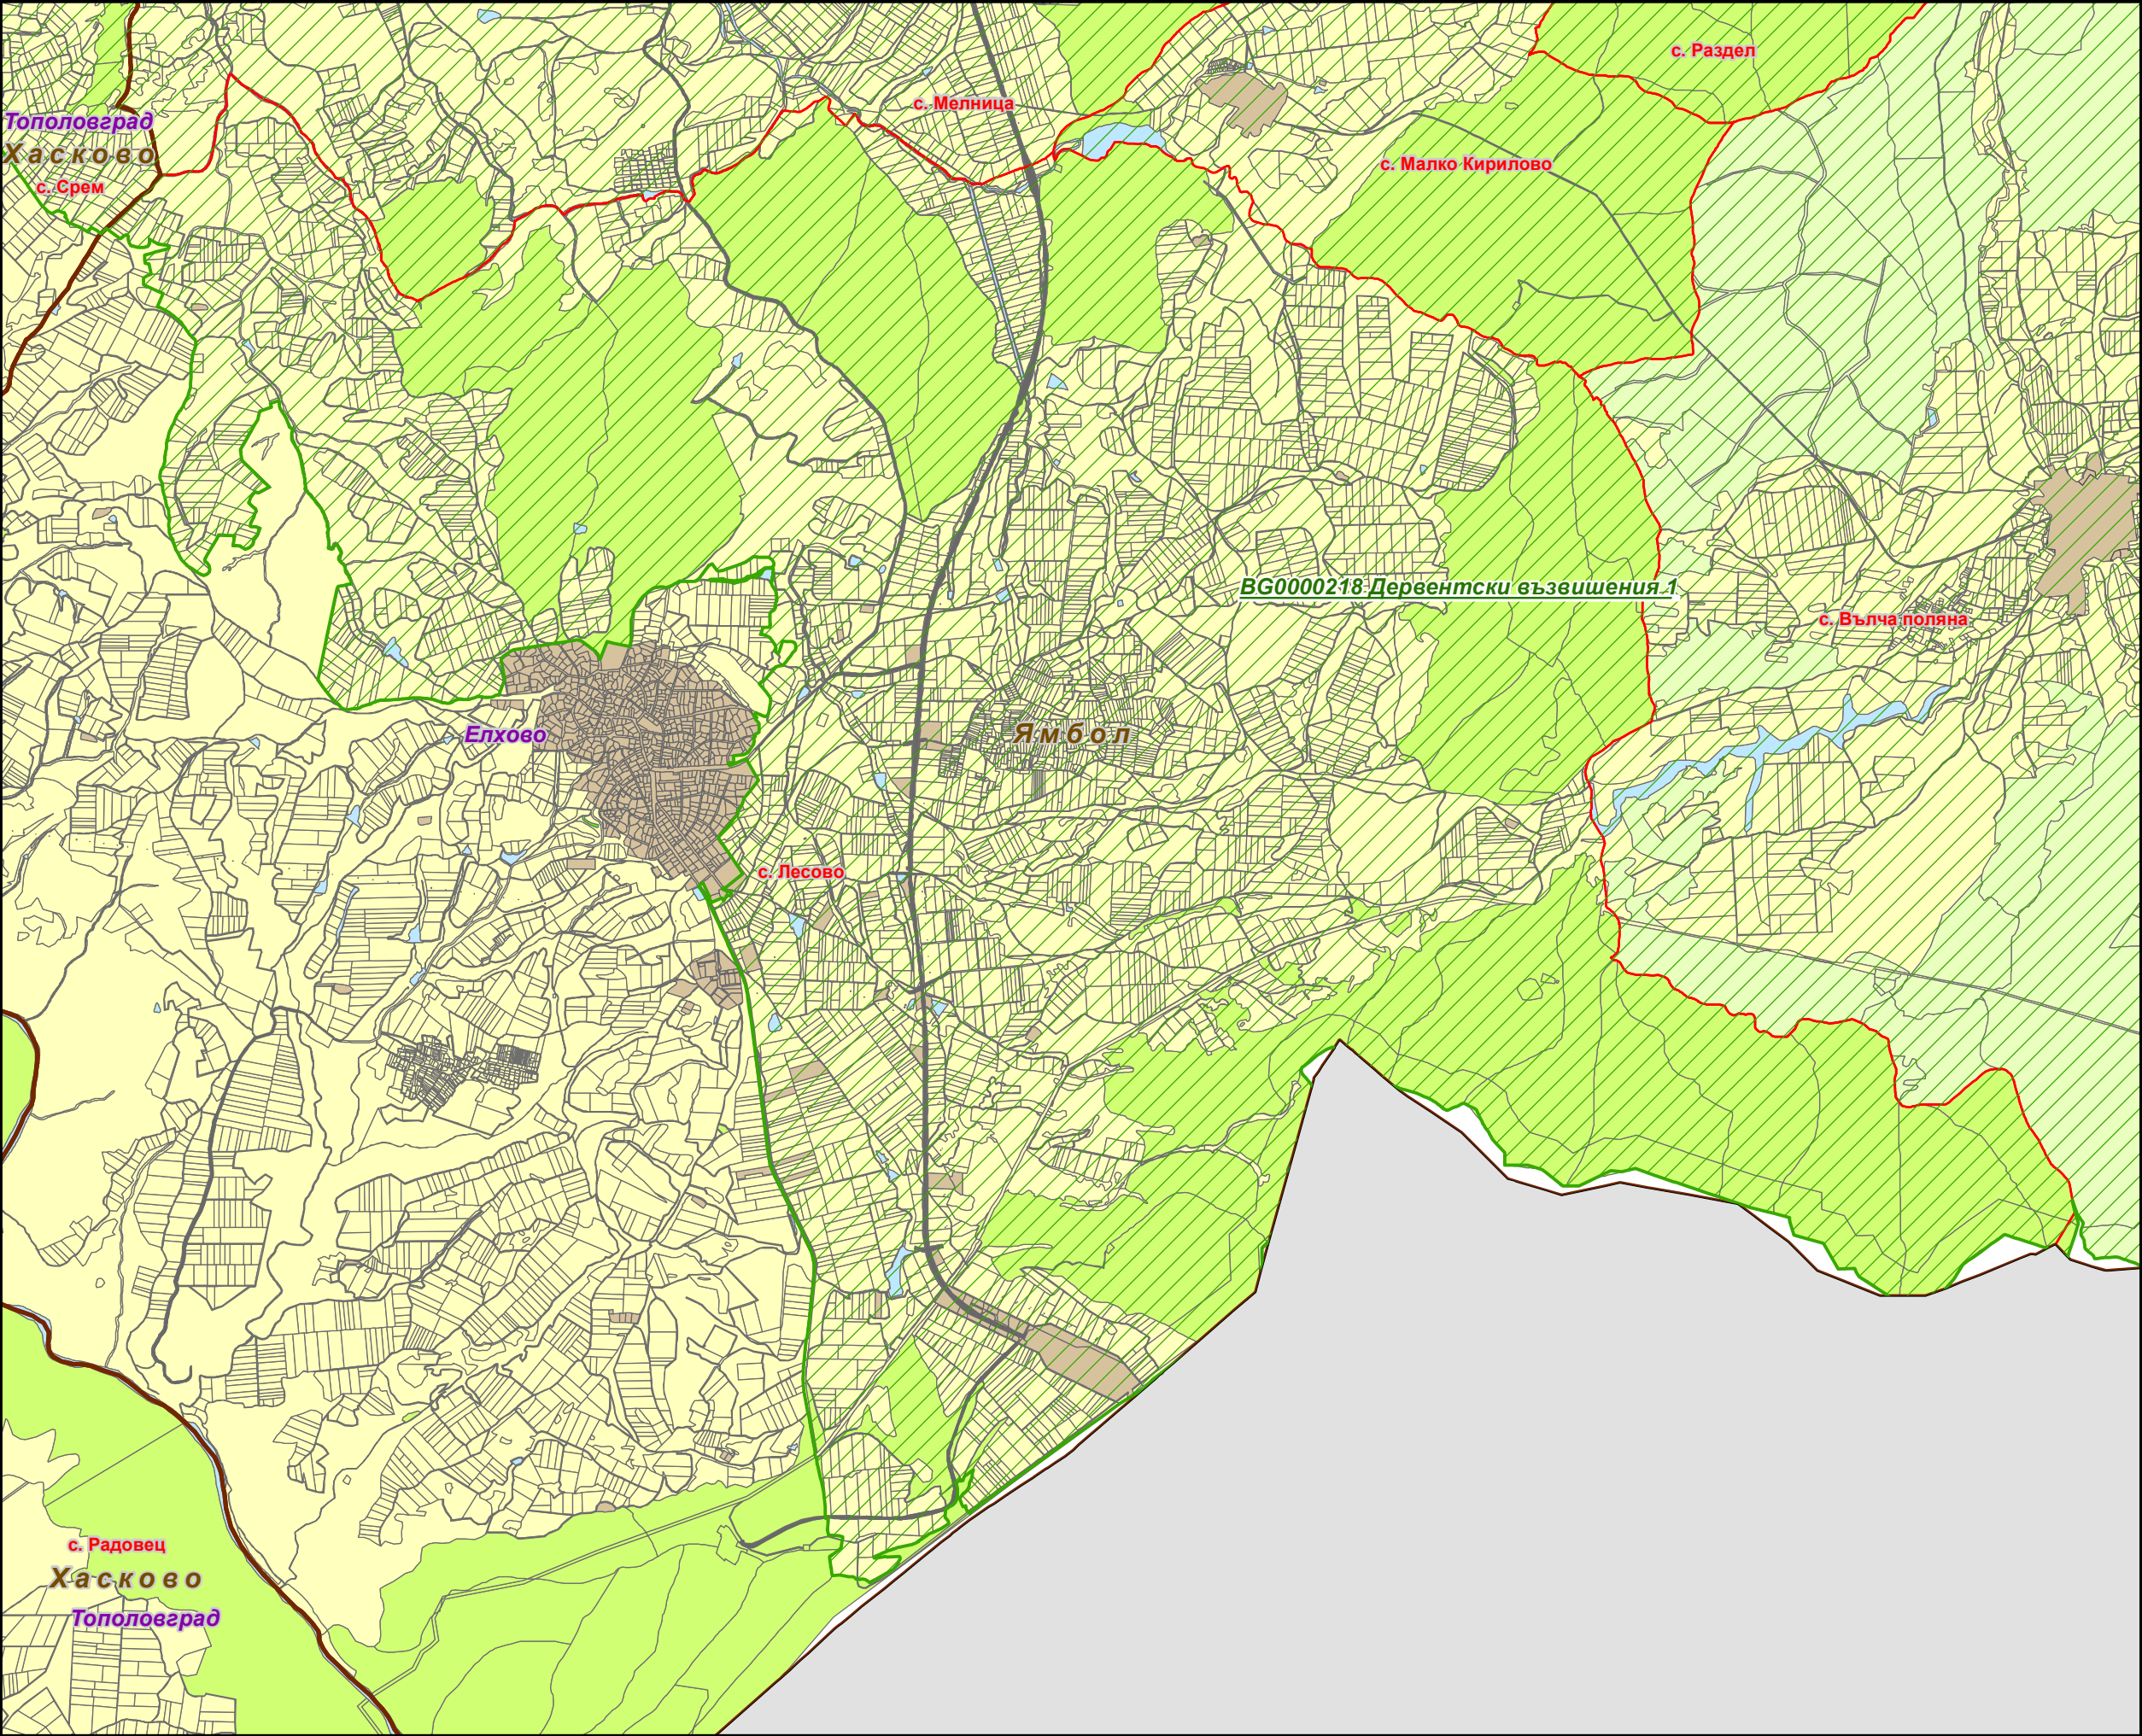 с. Раздел
с. Мелница
Тополовград
Хасково
с. Малко Кирилово
с. Срем
BG0000218 Дервентски възвишения 1
с. Вълча поляна
Елхово
Ямбол
с. Лесово
с. Радовец
Хасково
Тополовград